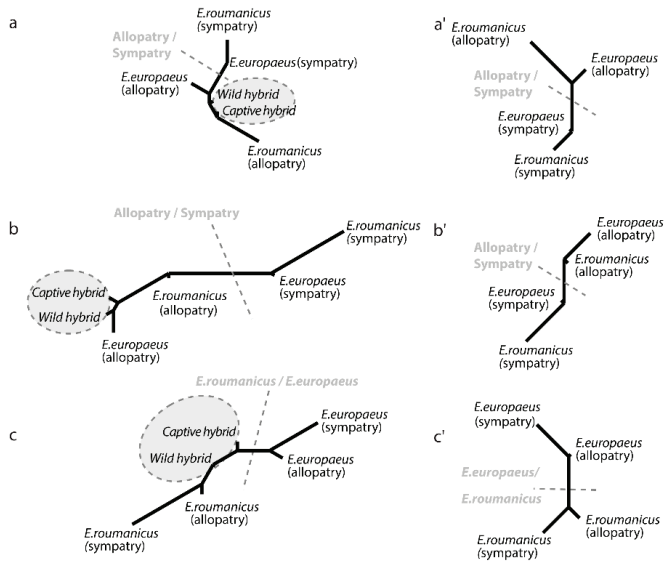 a
E.roumanicus
(sympatry)
Allopatry /
Sympatry
E.europaeus (sympatry)
E.europaeus
(allopatry)
Wild hybrid
Captive hybrid
E.roumanicus
(allopatry)
a'
E.roumanicus
(allopatry)
E.europaeus
(allopatry)
Allopatry /
Sympatry
E.europaeus
(sympatry)
E.roumanicus
(sympatry)
b
Allopatry / Sympatry
E.roumanicus
(sympatry)
Captive hybrid
Wild hybrid
E.roumanicus
(allopatry)
E.europaeus
(sympatry)
E.europaeus
(allopatry)
b'
E.europaeus
(allopatry)
Allopatry /
Sympatry
E.roumanicus
(allopatry)
E.europaeus
(sympatry)
E.roumanicus
(sympatry)
c
E.roumanicus / E.europaeus
E.europaeus
(sympatry)
Captive hybrid
Wild hybrid
E.europaeus
(allopatry)
E.roumanicus
(allopatry)
E.roumanicus
(sympatry)
c'
E.europaeus
(sympatry)
E.europaeus
(allopatry)
E.europaeus/
E.roumanicus
E.roumanicus
(allopatry)
E.roumanicus
(sympatry)